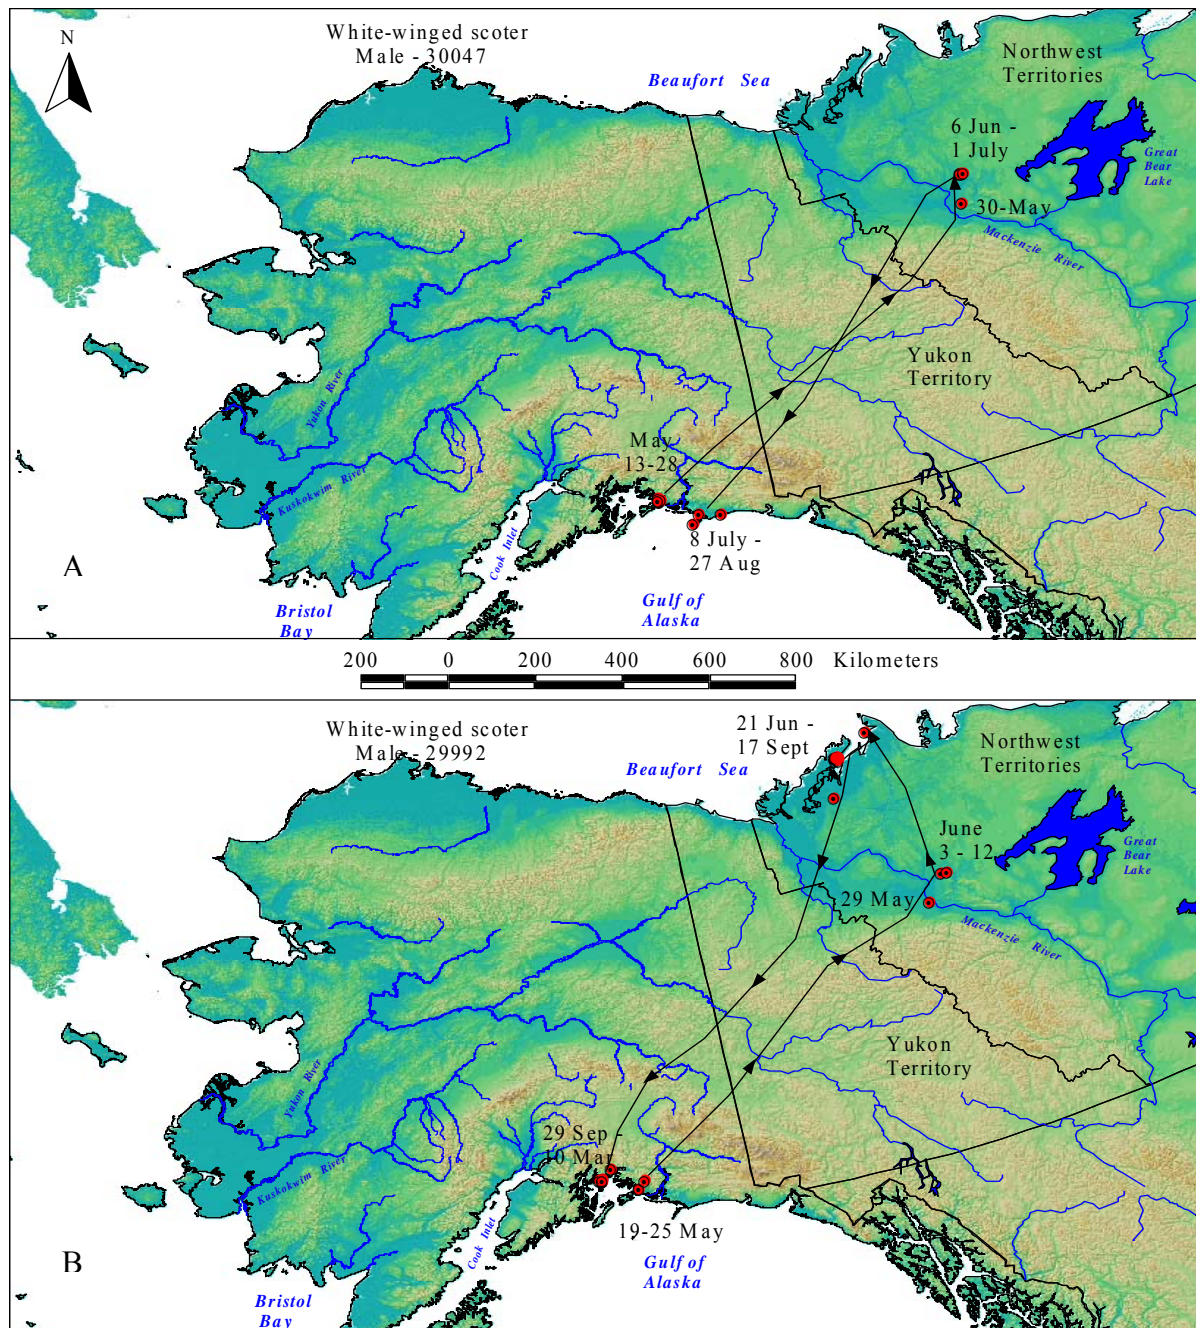 N
White-winged scoter
Male - 30047
Beaufort Sea
Northwest
Territories
6 Jun -
1 July
Great
Bear
Lake
30-May
Mackenzie River
Yukon
Territory
Yukon River
May
13-28
Kuskokwim River
8 July -
27 Aug
Cook Inlet
A
Bristol
Bay
Gulf of
Alaska
200 0 200 400 600 800 Kilometers
White-winged scoter
Male - 29992
21 Jun -
17 Sept
Beaufort Sea
Northwest
Territories
June
3 - 12
Great
Bear
Lake
29 May
Mackenzie River
Yukon
Territory
Yukon River
29 Sep -
10 Mar
Kuskokwim River
19-25 May
Cook Inlet
B
Gulf of
Alaska
Bristol
Bay